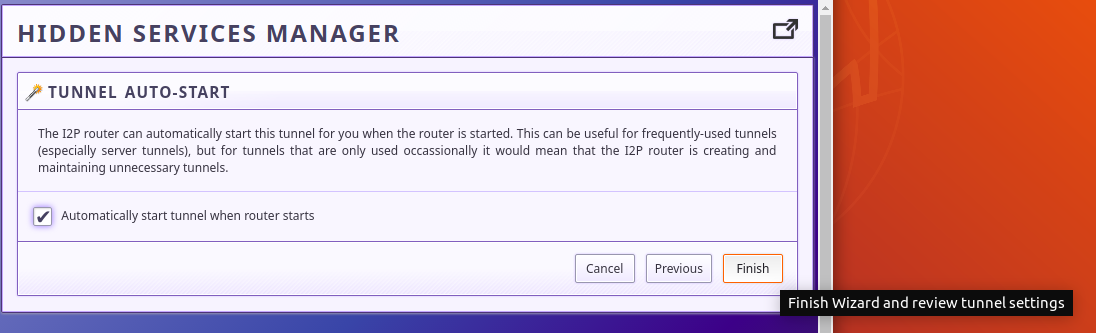 HIDDEN SERVICES MANAGER
TUNNEL AUTO-START
The I2P router can automatically start this tunnel for you when the router is started. This can be useful for frequently-used tunnels
(especially server tunnels), but for tunnels that are only used occassionally it would mean that the I2P router is creating and
maintaining unnecessary tunnels.
Automatically start tunnel when router starts
Cancel Previous Finish
Finish Wizard and review tunnel settings